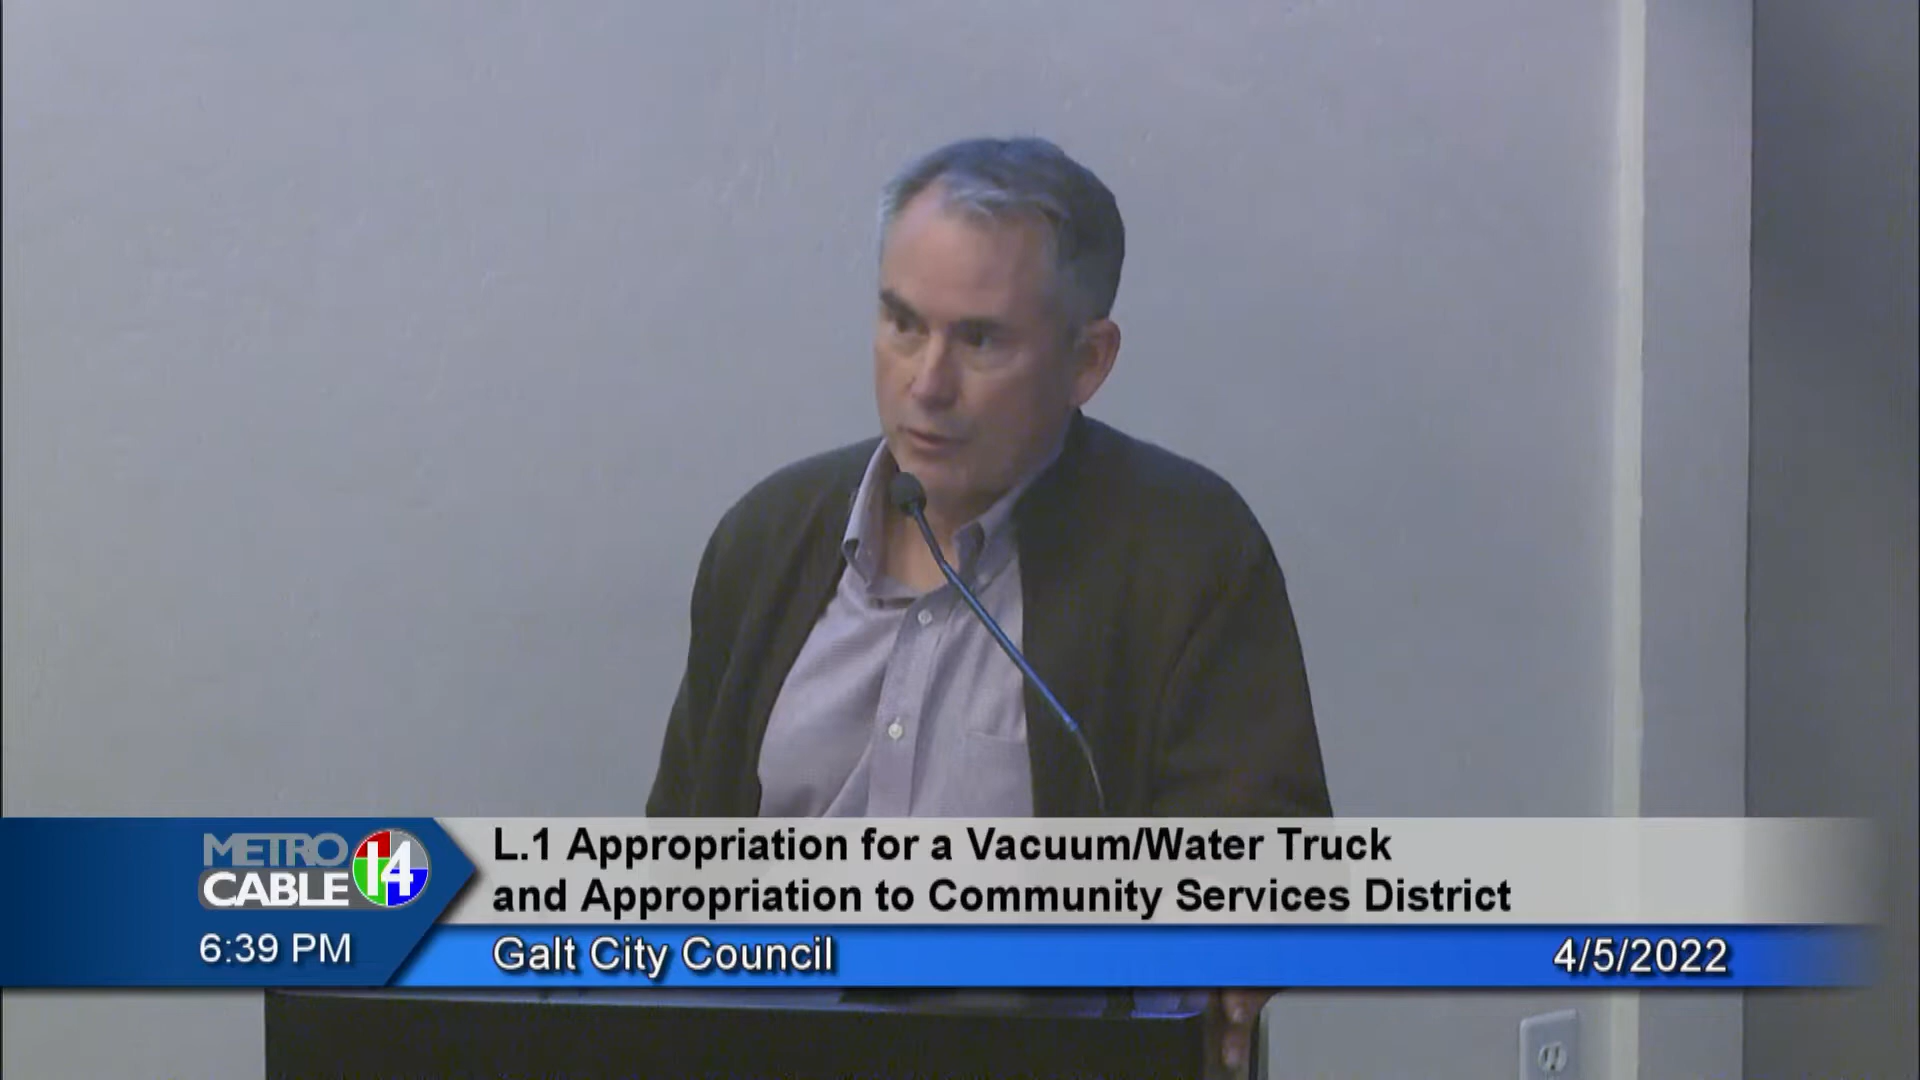 L.1 Appropriation for a Vacuum/Water Truck
and Appropriation to Community Services District
METRO
CABLE 14
6:39 PM
Galt City Council
4/5/2022